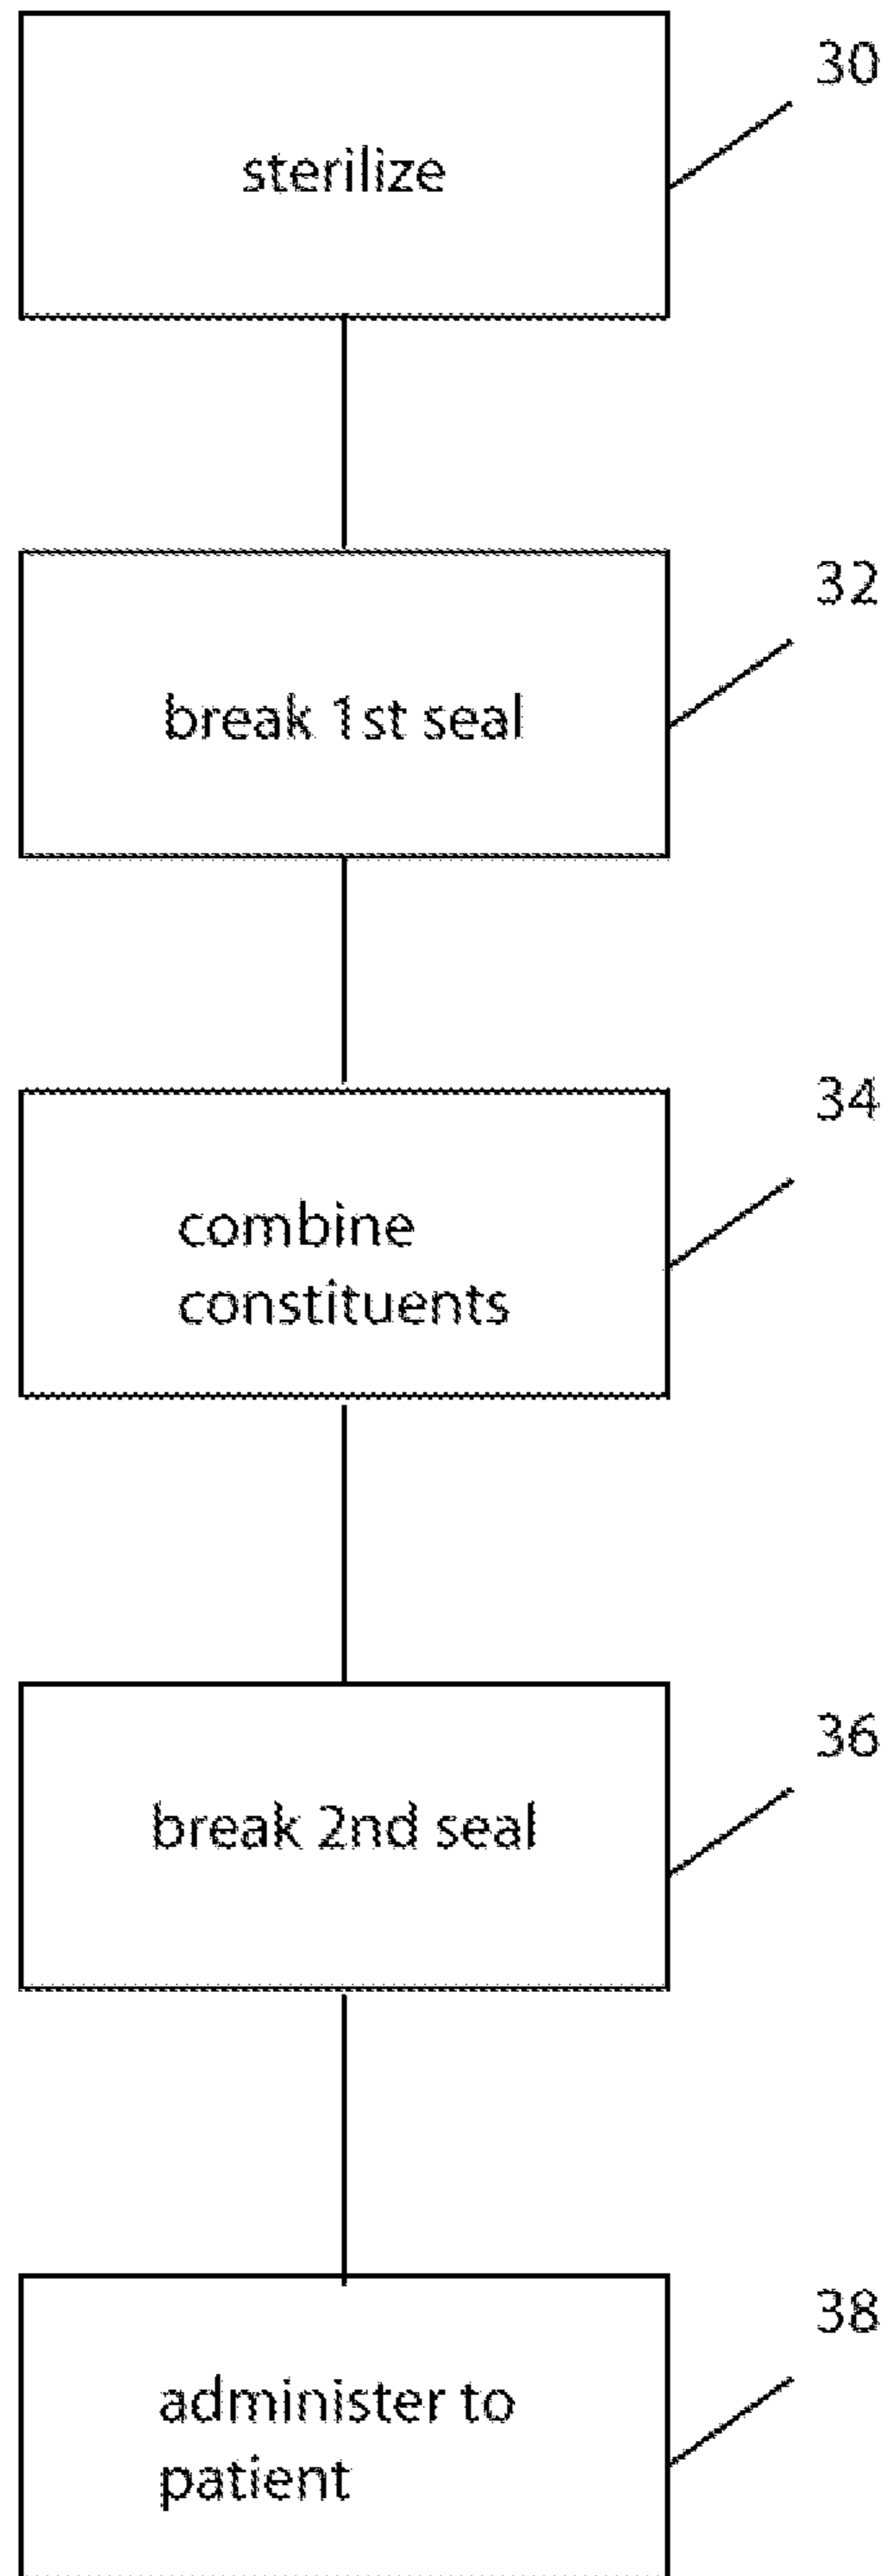 30
sterilize
32
break 1st seal
34
combine
constituents
36
break 2nd seal
38
administer to
patient